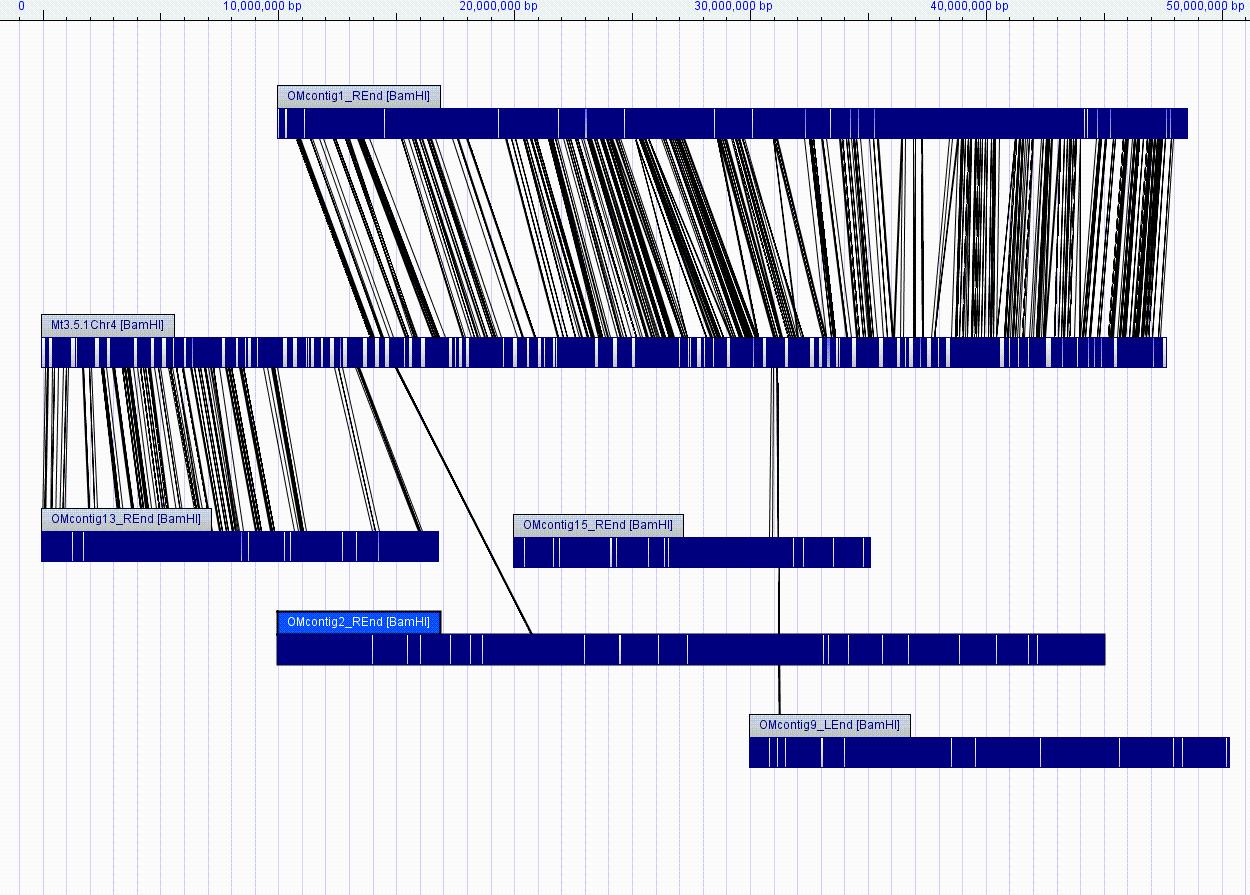 0 10,000,000 bp 20,000,000 bp 30,000,000 bp 40,000,000 bp 50,000,000 bp
OMcontig1_REnd [BamHI]
Mt3.5.1Chr4 [BamHI]
OMcontig13_REnd [BamHI]
OMcontig15_REnd [BamHI]
OMcontig2_REnd [BamHI]
OMcontig9_LEnd [BamHI]